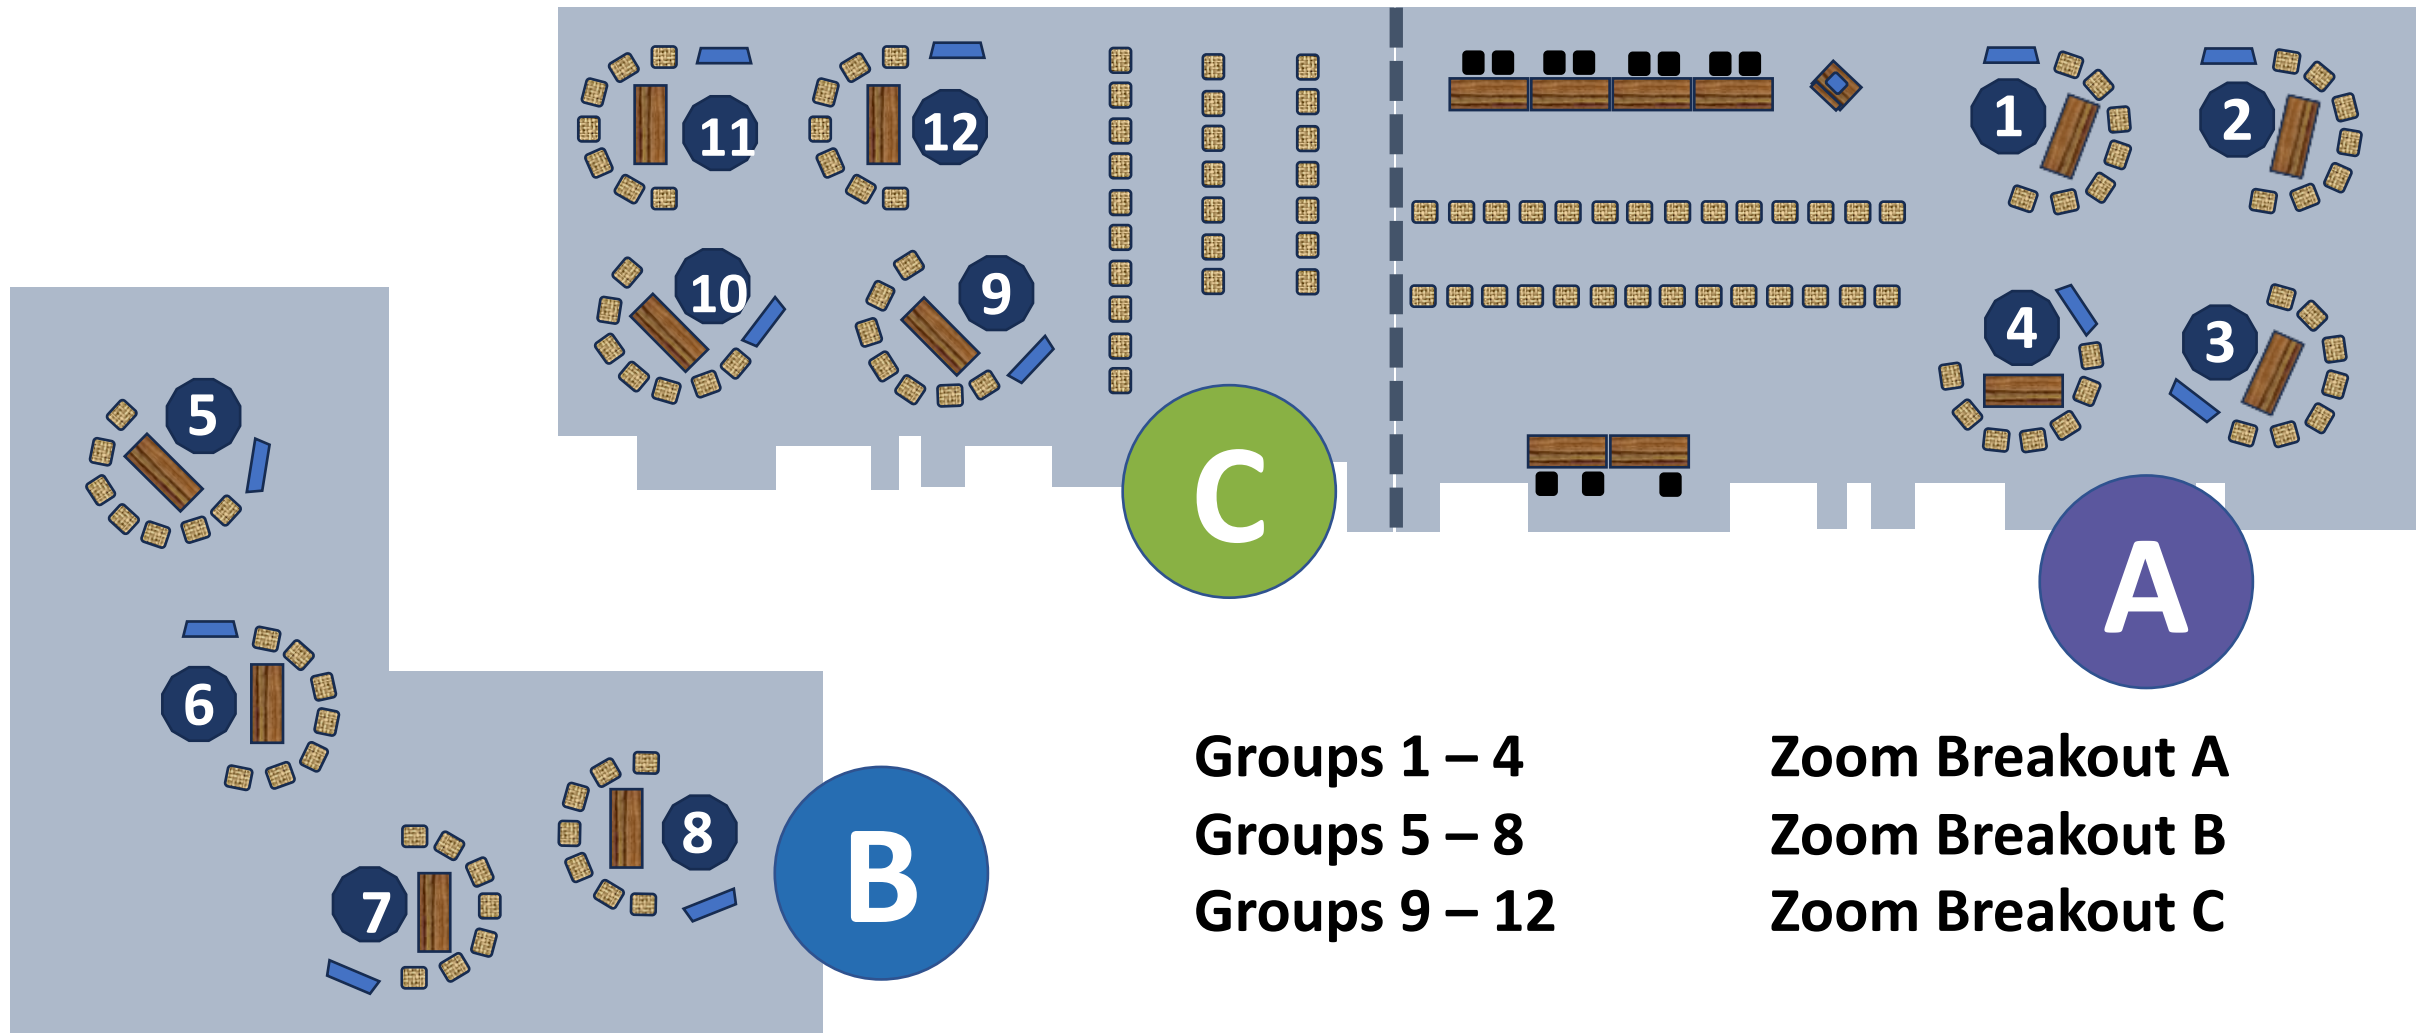 11
12
1
2
10
9
4
3
5
C
A
6
8
B
7
Groups 1 – 4 Zoom Breakout A
Groups 5 – 8 Zoom Breakout B
Groups 9 – 12 Zoom Breakout C